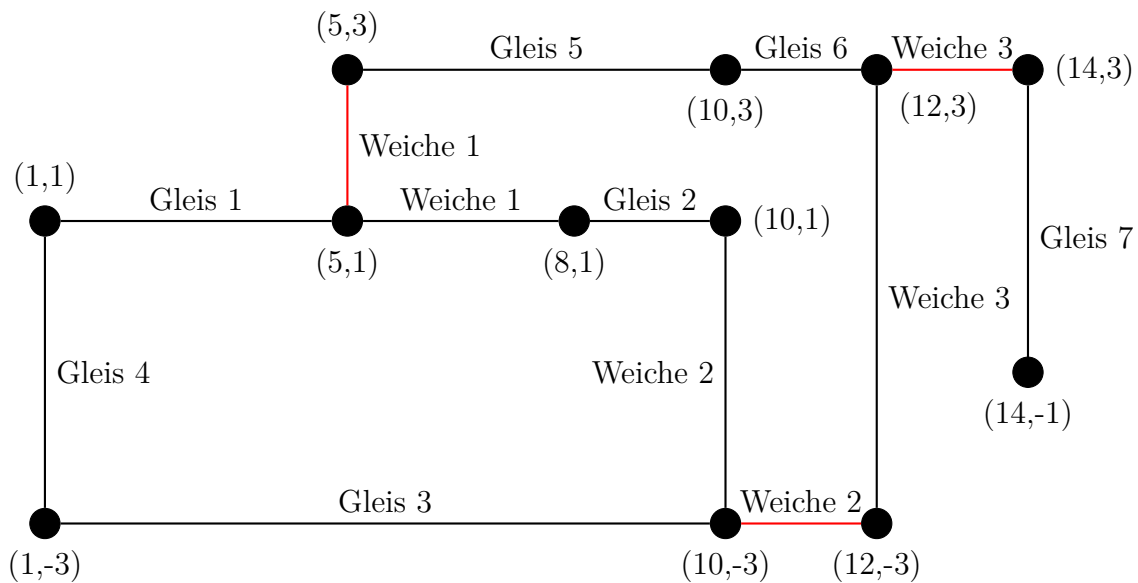 (5,3)
Gleis 5
Gleis 6
Weiche 3
(14,3)
(10,3)
(12,3)
Weiche 1
(1,1)
Gleis 1
Weiche 1
Gleis 2
(10,1)
Gleis 7
(5,1)
(8,1)
Weiche 3
Gleis 4
Weiche 2
(14,-1)
Gleis 3
Weiche 2
(1,-3)
(10,-3)
(12,-3)